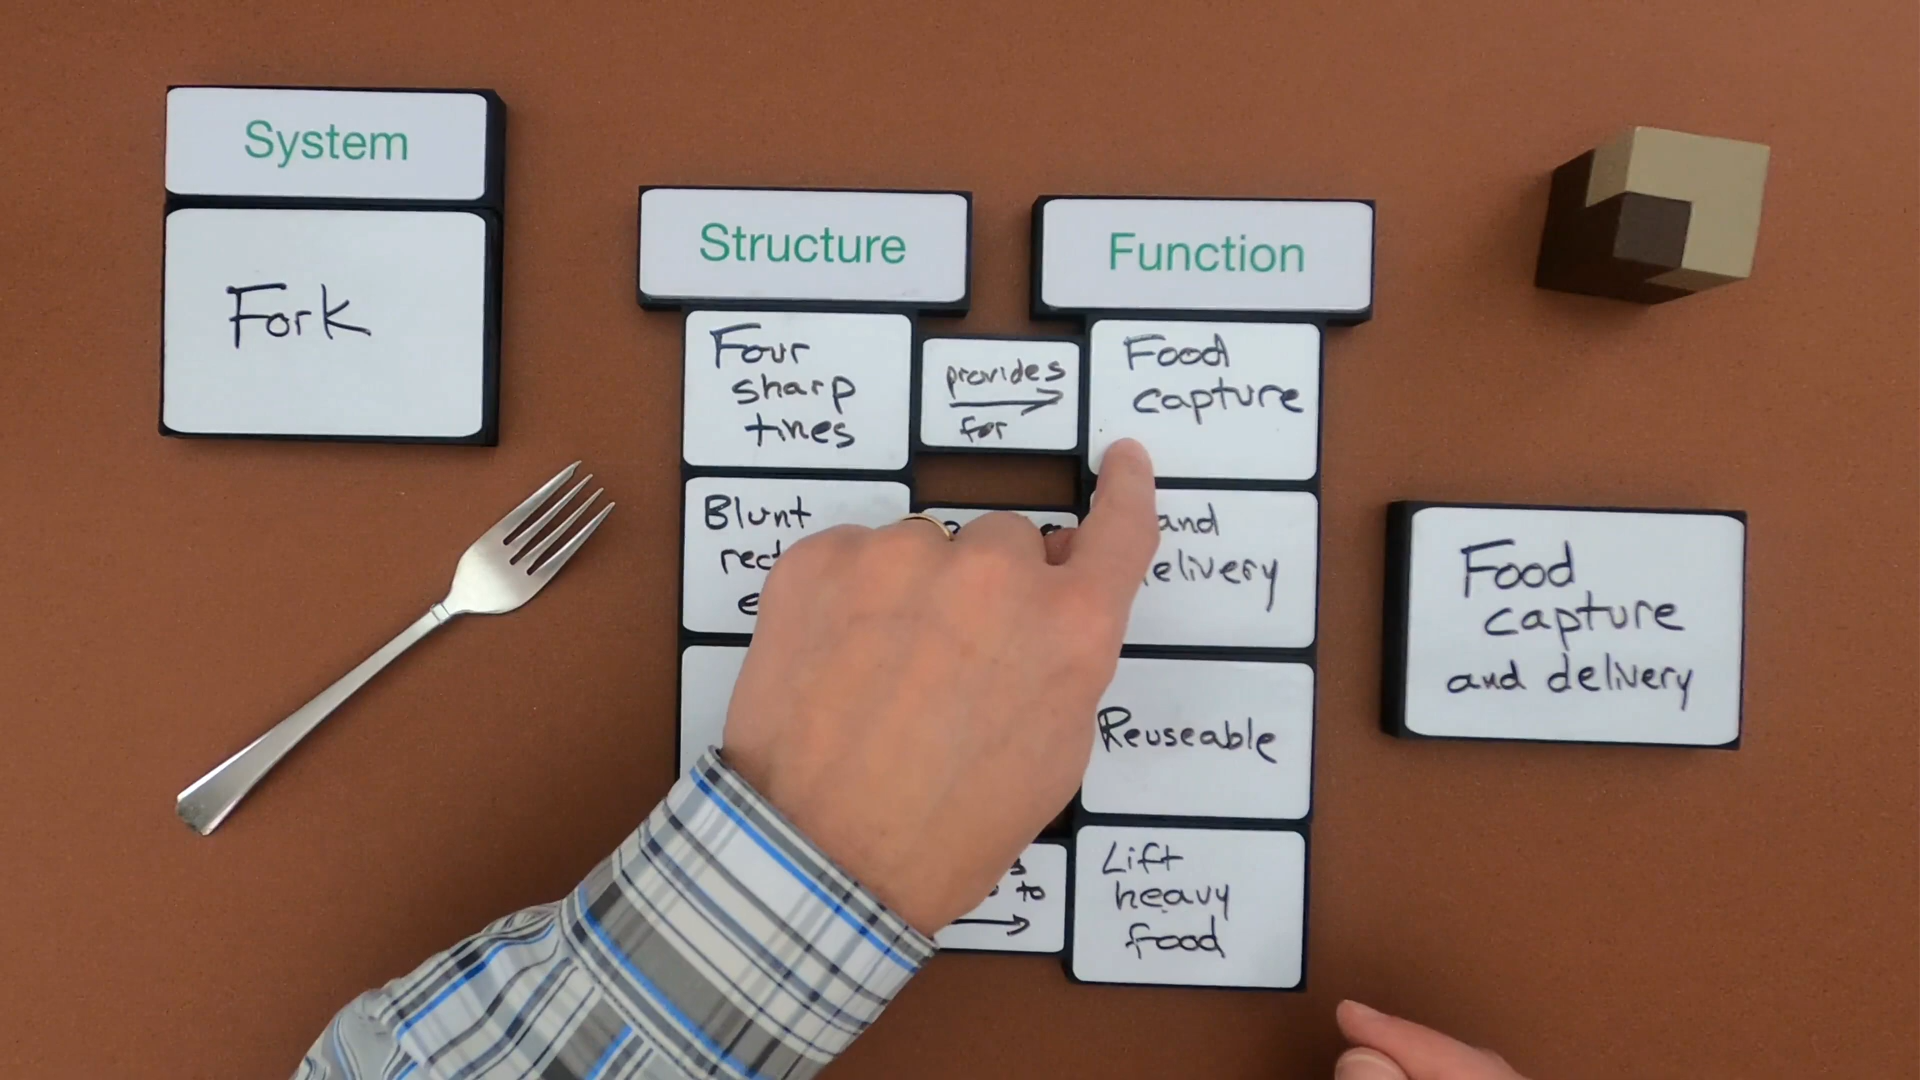 System
Fork
Structure
Function
Four
sharp
tines
provides
for
Food
capture
Blunt
and
Reuseable
to
Lift
heavy
food
Food
capture
and delivery